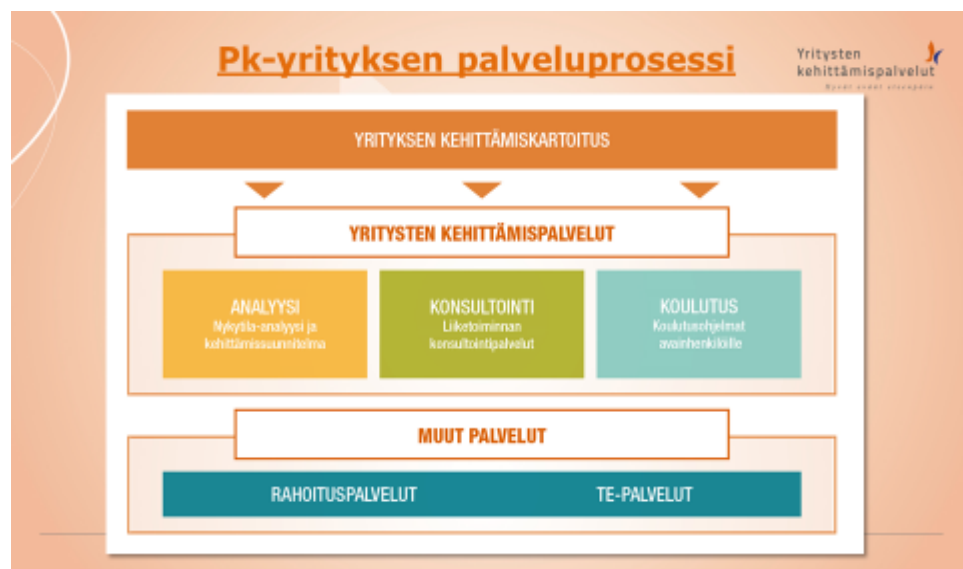 Pk-yrityksen palveluprosessi
Yritysten
kehittämispalvelut
YRITYKSEN KEHITTÄMISKARTOITUS
YRITYSTEN KEHITTÄMISPALVELUT
ANALYYSI
Nykytila-analyysi ja
kehittämissuunnitelma
KONSULTOINTI
Liiketoiminnan
konsultointipalvelut
KOULUTUS
Koulutusohjelmat
avainhenkilöille
MUUT PALVELUT
RAHOITUSPALVELUT TE-PALVELUT